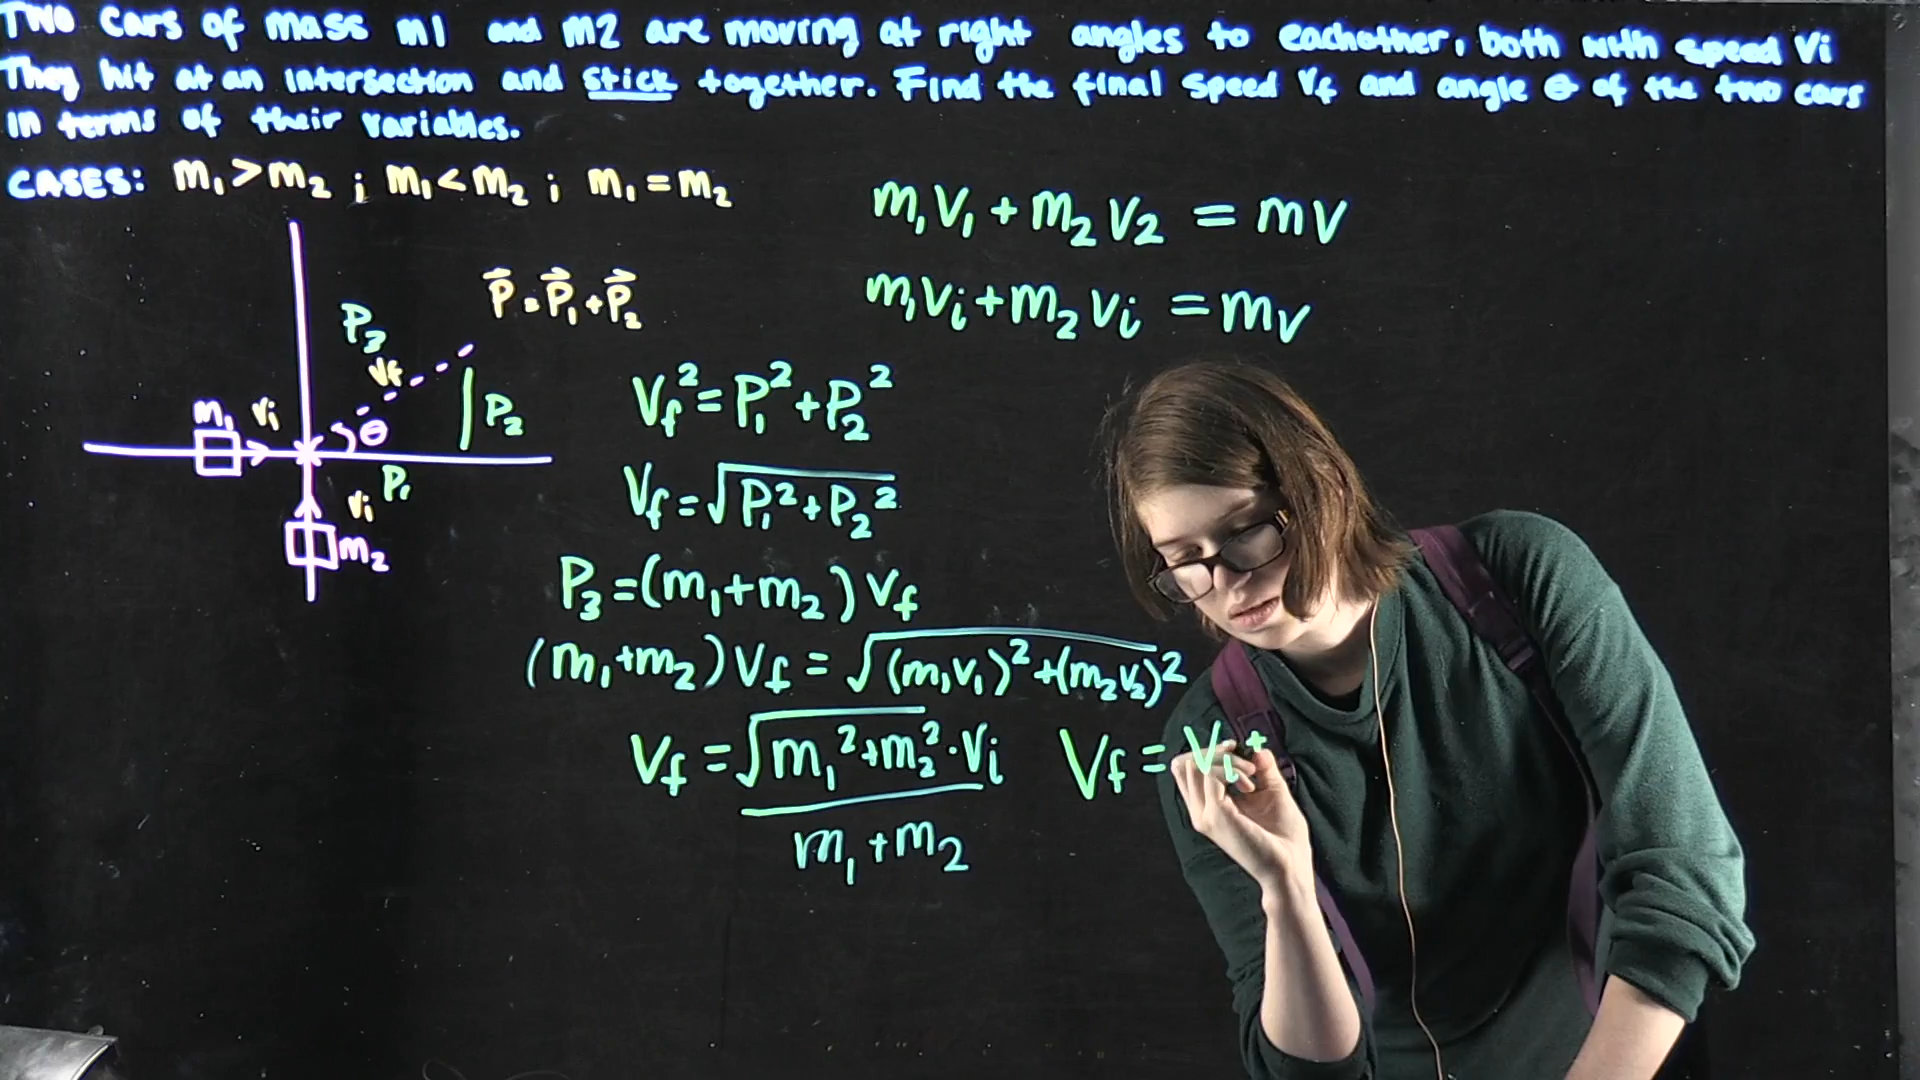 Two cars of mass m1 and m2 are moving at right angles to eachother, both with speed Vi
They hit at an intersection and stick together. Find the final speed Vf and angle θ of the two cars
in terms of their variables.
CASES: m₁>m₂ ; m₁<m₂ ; m₁=m₂
m₁V₁+m₂V₂ = mV
m₁Vi+m₂Vi = mV
P⃗=P⃗₁+P⃗₂
P₃
Vf
m₁ Vi
θ
P₂
P₁
Vi
m₂
Vf²=P₁²+P₂²
Vf=√P₁²+P₂²
P₃=(m₁+m₂)Vf
(m₁+m₂)Vf=√(m₁V₁)²+(m₂V₂)²
Vf=√m₁²+m₂²·Vi
m₁+m₂
Vf=Vi+